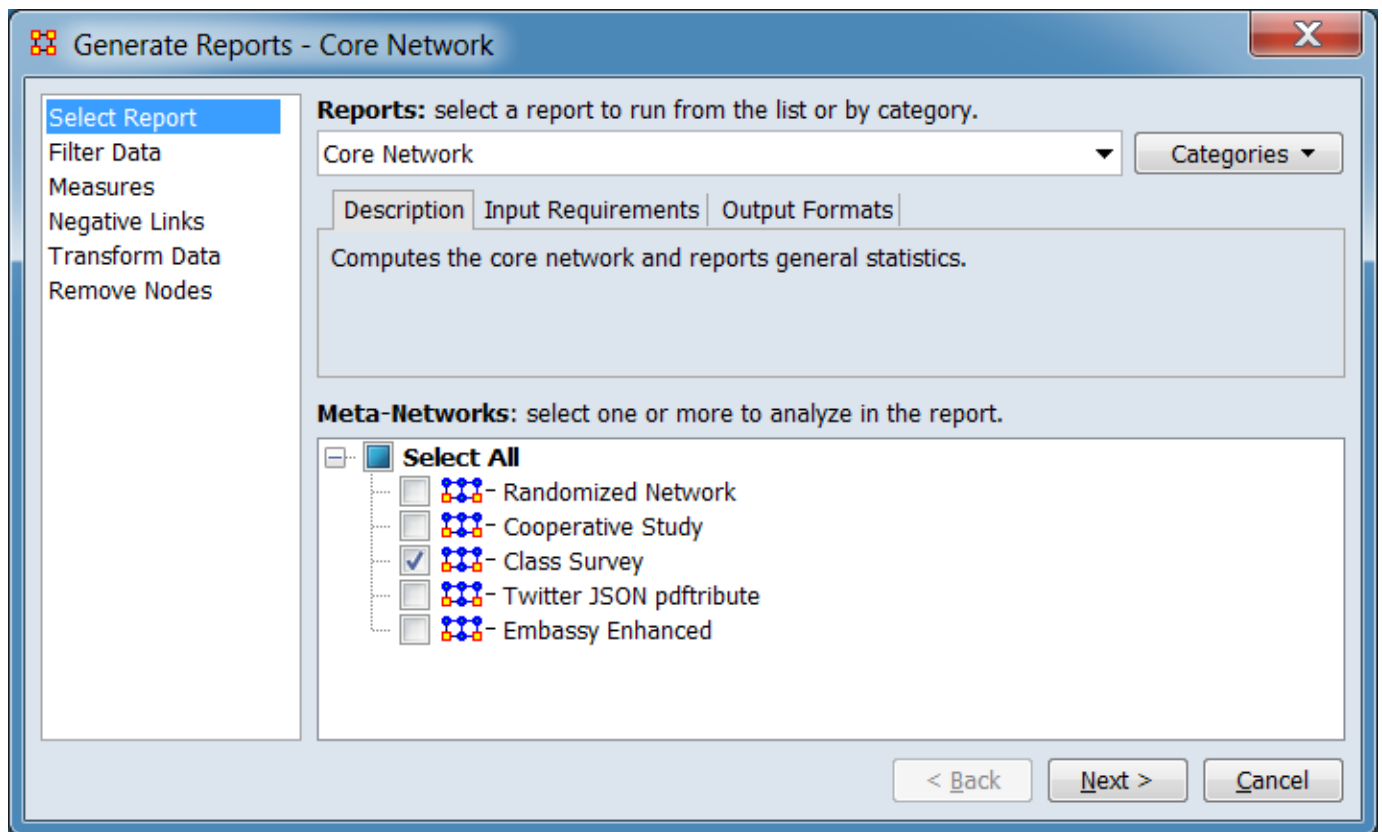 Generate Reports - Core Network
X
Select Report
Filter Data
Measures
Negative Links
Transform Data
Remove Nodes
Reports: select a report to run from the list or by category.
Core Network
Categories
Description
Input Requirements
Output Formats
Computes the core network and reports general statistics.
Meta-Networks: select one or more to analyze in the report.
Select All
Randomized Network
Cooperative Study
Class Survey
Twitter JSON pdftribute
Embassy Enhanced
< Back
Next >
Cancel